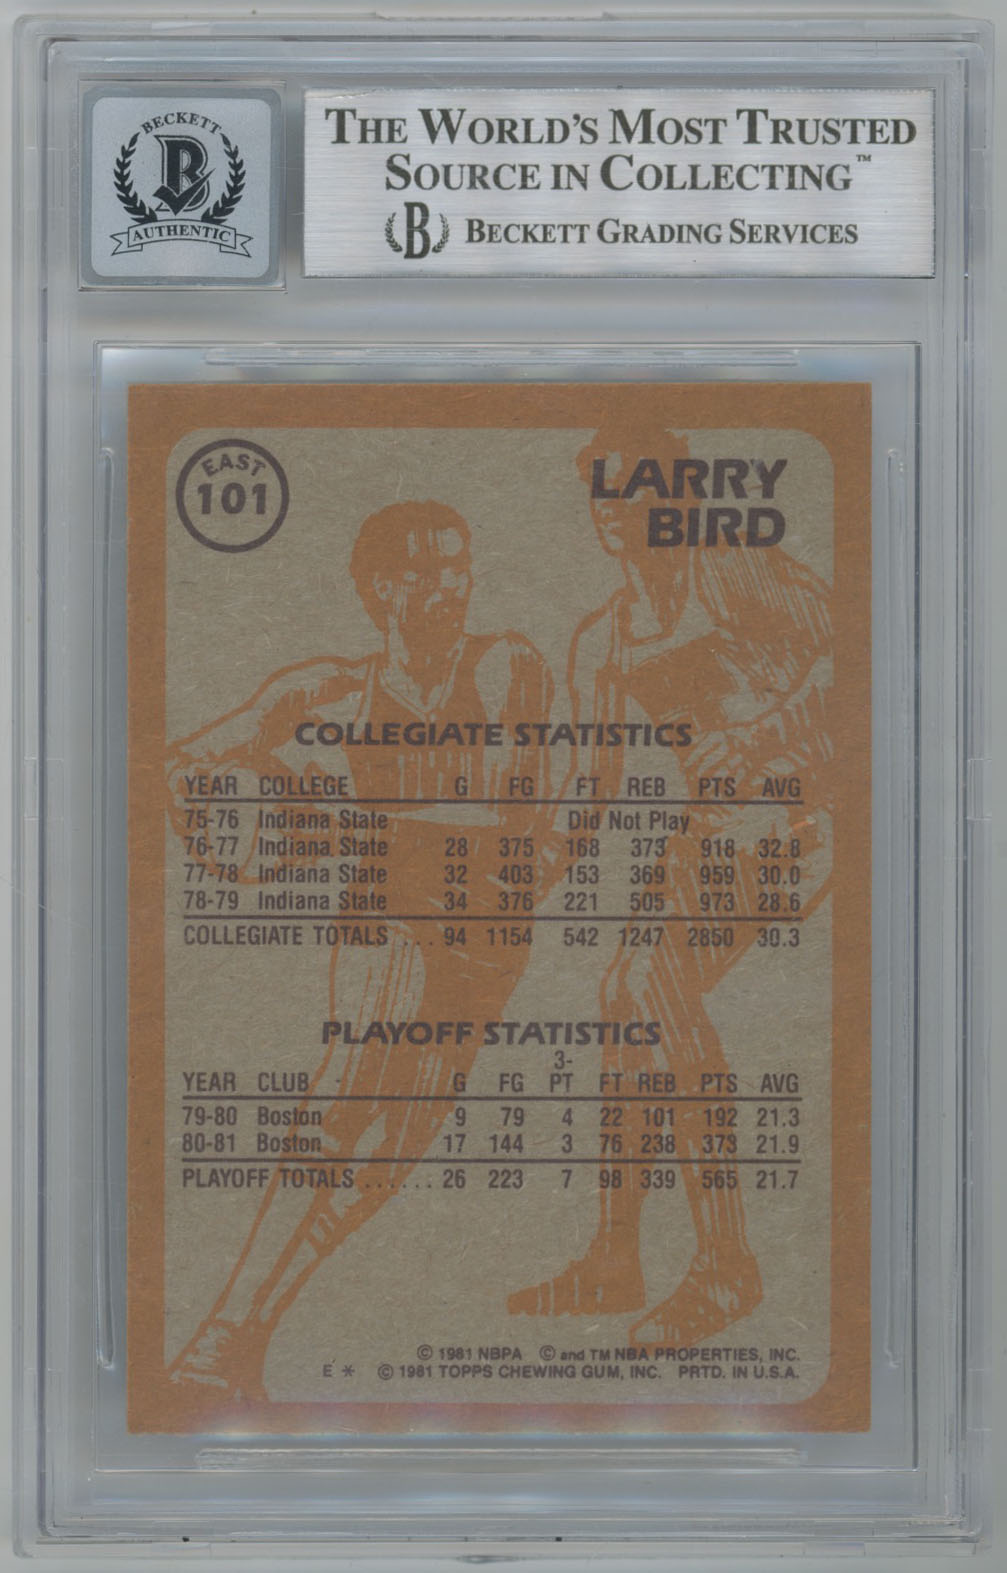 BECKETT
B
AUTHENTIC
THE WORLD'S MOST TRUSTED
SOURCE IN COLLECTING™
B BECKETT GRADING SERVICES
EAST
101
LARRY
BIRD
COLLEGIATE STATISTICS
YEAR COLLEGE G FG FT REB PTS AVG
75-76 Indiana State Did Not Play
76-77 Indiana State 28 375 168 373 918 32.8
77-78 Indiana State 32 403 153 369 959 30.0
78-79 Indiana State 34 376 221 505 973 28.6
COLLEGIATE TOTALS ... 94 1154 542 1247 2850 30.3
PLAYOFF STATISTICS
3-
YEAR CLUB G FG PT FT REB PTS AVG
79-80 Boston 9 79 4 22 101 192 21.3
80-81 Boston 17 144 3 76 238 373 21.9
PLAYOFF TOTALS ...... 26 223 7 98 339 565 21.7
© 1981 NBPA © and TM NBA PROPERTIES, INC.
E * © 1981 TOPPS CHEWING GUM, INC. PRTD. IN U.S.A.